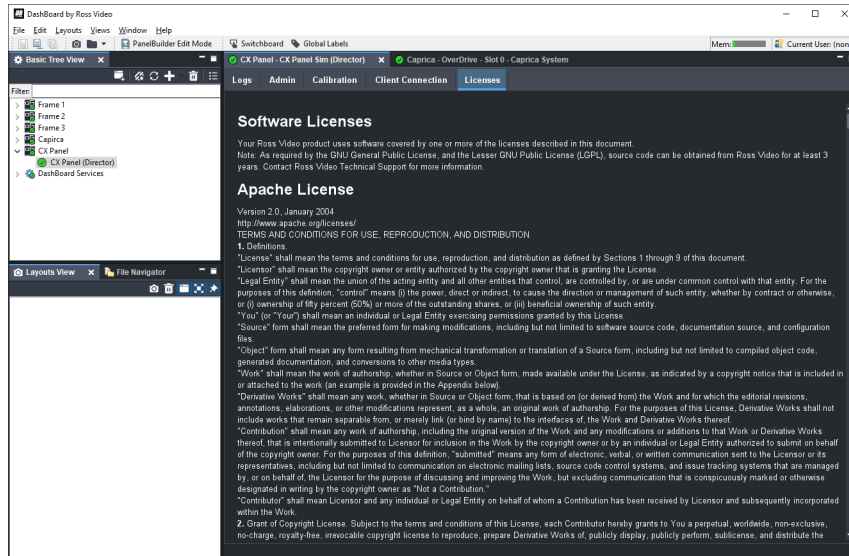 DashBoard by Ross Video
File Edit Layouts Views Window Help
PanelBuilder Edit Mode Switchboard Global Labels Mem: Current User: (non
Basic Tree View
Filter:
Frame 1
Frame 2
Frame 3
Capirca
CX Panel
CX Panel (Director)
DashBoard Services
Layouts View File Navigator
CX Panel - CX Panel Sim (Director) Caprica - OverDrive - Slot 0 - Caprica System
Logs Admin Calibration Client Connection Licenses
Software Licenses
Your Ross Video product uses software covered by one or more of the licenses described in this document.
Note: As required by the GNU General Public License, and the Lesser GNU Public License (LGPL), source code can be obtained from Ross Video for at least 3
years. Contact Ross Video Technical Support for more information.
Apache License
Version 2.0, January 2004
http://www.apache.org/licenses/
TERMS AND CONDITIONS FOR USE, REPRODUCTION, AND DISTRIBUTION
1. Definitions.
"License" shall mean the terms and conditions for use, reproduction, and distribution as defined by Sections 1 through 9 of this document.
"Licensor" shall mean the copyright owner or entity authorized by the copyright owner that is granting the License.
"Legal Entity" shall mean the union of the acting entity and all other entities that control, are controlled by, or are under common control with that entity. For the
purposes of this definition, "control" means (i) the power, direct or indirect, to cause the direction or management of such entity, whether by contract or otherwise,
or (i) ownership of fifty percent (50%) or more of the outstanding shares, or (iii) beneficial ownership of such entity.
"You" (or "Your") shall mean an individual or Legal Entity exercising permissions granted by this License.
"Source" form shall mean the preferred form for making modifications, including but not limited to software source code, documentation source, and configuration
files.
"Object" form shall mean any form resulting from mechanical transformation or translation of a Source form, including but not limited to compiled object code,
generated documentation, and conversions to other media types.
"Work" shall mean the work of authorship, whether in Source or Object form, made available under the License, as indicated by a copyright notice that is included in
or attached to the work (an example is provided in the Appendix below).
"Derivative Works" shall mean any work, whether in Source or Object form, that is based on (or derived from) the Work and for which the editorial revisions,
annotations, elaborations, or other modifications represent, as a whole, an original work of authorship. For the purposes of this License, Derivative Works shall not
include works that remain separable from, or merely link (or bind by name) to the interfaces of, the Work and Derivative Works thereof.
"Contribution" shall mean any work of authorship, including the original version of the Work and any modifications or additions to that Work or Derivative Works
thereof, that is intentionally submitted to Licensor for inclusion in the Work by the copyright owner or by an individual or Legal Entity authorized to submit on behalf
of the copyright owner. For the purposes of this definition, "submitted" means any form of electronic, verbal, or written communication sent to the Licensor or its
representatives, including but not limited to communication on electronic mailing lists, source code control systems, and issue tracking systems that are managed
by, or on behalf of, the Licensor for the purpose of discussing and improving the Work, but excluding communication that is conspicuously marked or otherwise
designated in writing by the copyright owner as "Not a Contribution."
"Contributor" shall mean Licensor and any individual or Legal Entity on behalf of whom a Contribution has been received by Licensor and subsequently incorporated
within the Work.
2. Grant of Copyright License. Subject to the terms and conditions of this License, each Contributor hereby grants to You a perpetual, worldwide, non-exclusive,
no-charge, royalty-free, irrevocable copyright license to reproduce, prepare Derivative Works of, publicly display, publicly perform, sublicense, and distribute the